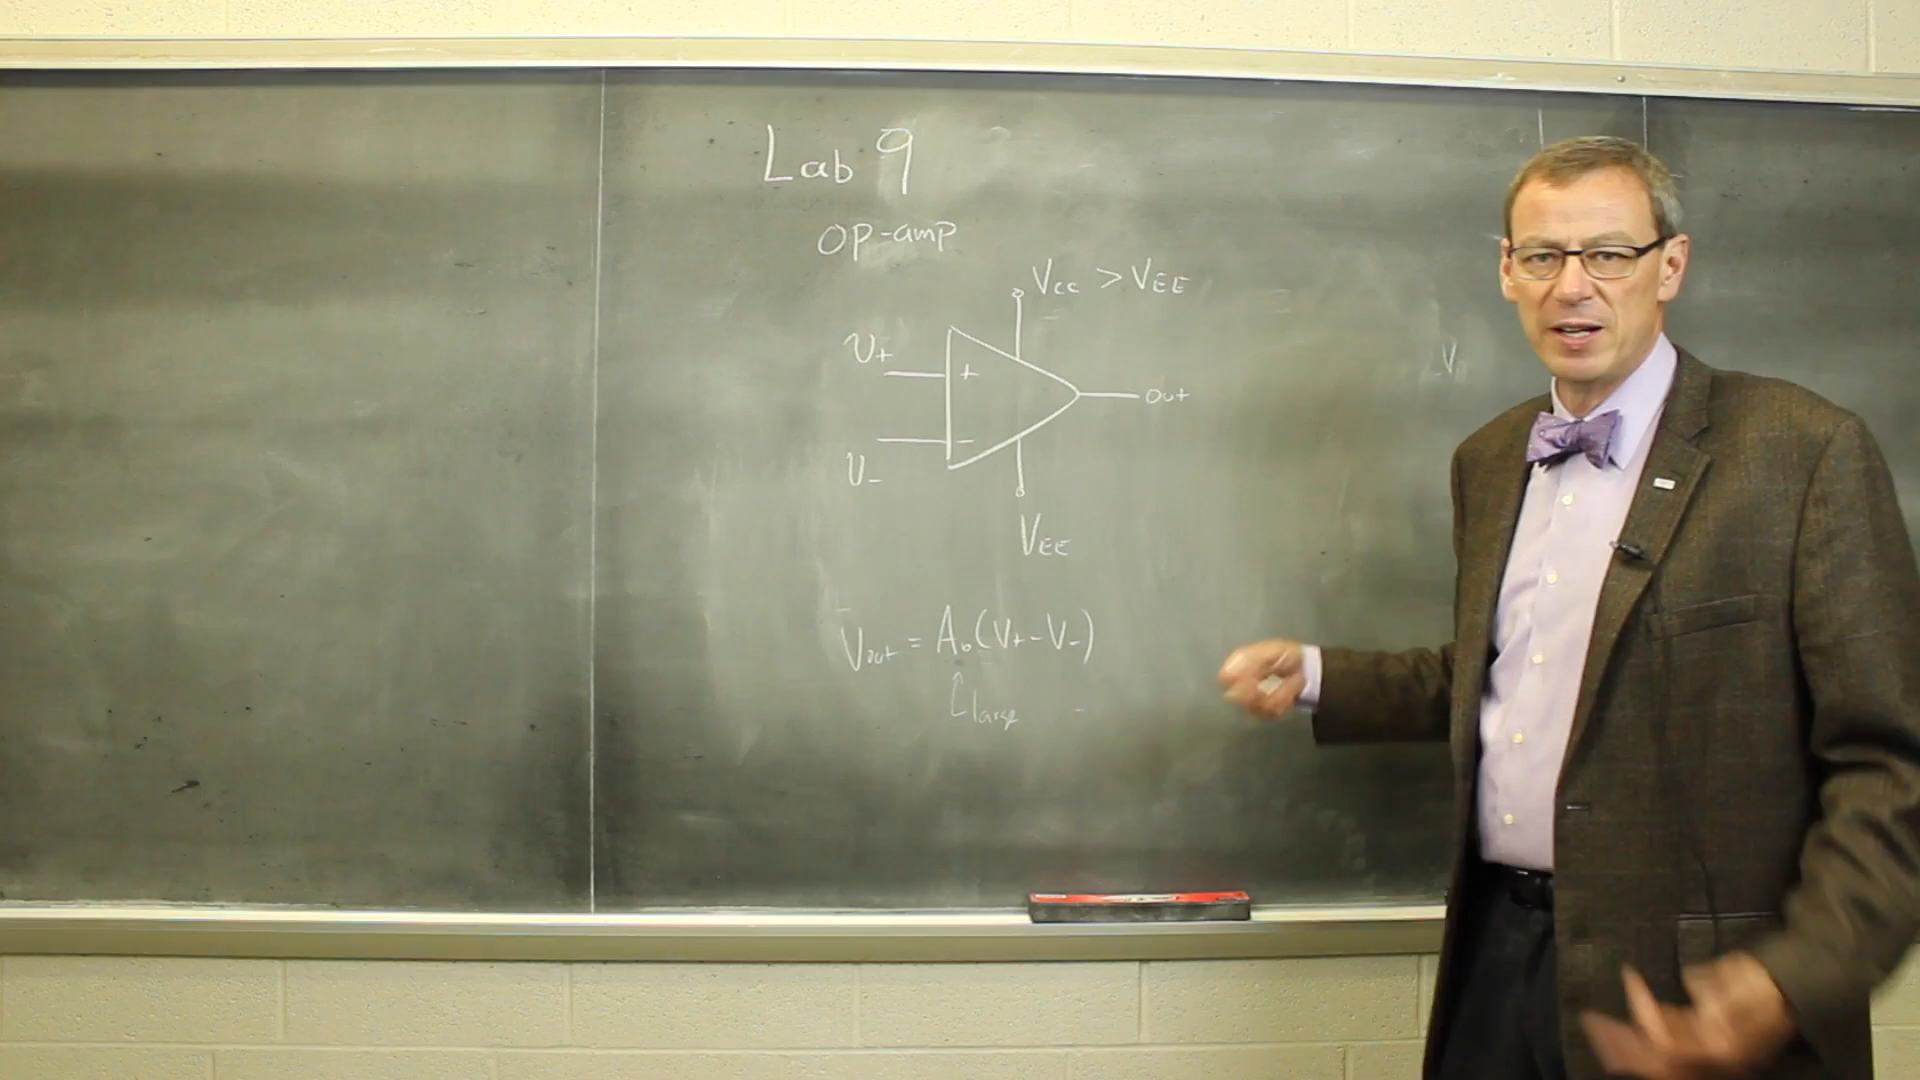 Lab 9
op-amp
Vcc > VEE
V+
+
out
-
V-
VEE
Vout = Ao(V+-V-)
large